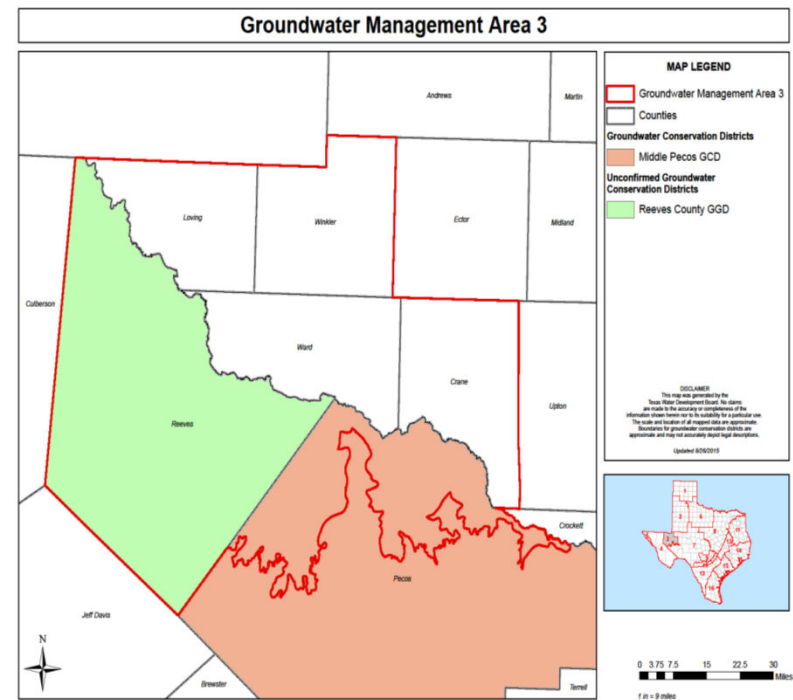 Groundwater Management Area 3
Andrews
Martin
Loving
Winkler
Ector
Midland
Culberson
Ward
Crane
Upton
Reeves
Crockett
Pecos
Jeff Davis
Brewster
Terrell
N
MAP LEGEND
Groundwater Management Area 3
Counties
Groundwater Conservation Districts
Middle Pecos GCD
Unconfirmed Groundwater
Conservation Districts
Reeves County GGD
DISCLAIMER
This map was generated by the
Texas Water Development Board. No claims
are made to the accuracy or completeness of the
information shown herein nor to its suitability for a particular use.
The scale and location of all mapped data are approximate.
Boundaries for groundwater conservation districts are
approximate and may not accurately depict legal descriptions.
0 3.75 7.5 15 22.5 30
Miles
1 in = 9 miles